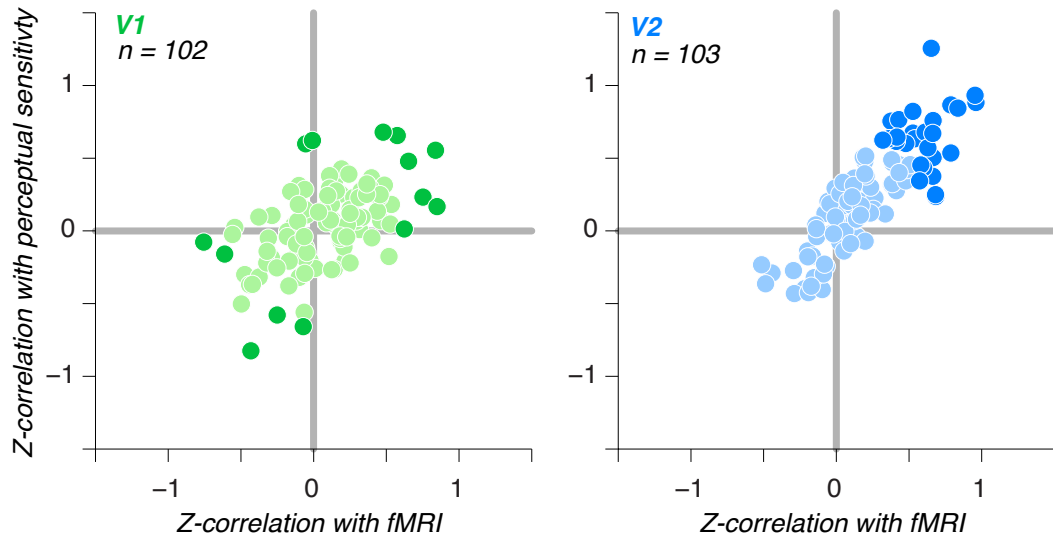 V1
n = 102
V2
n = 103
Z-correlation with perceptual sensitivty
1
0
−1
1
0
−1
−1
0
1
−1
0
1
Z-correlation with fMRI
Z-correlation with fMRI